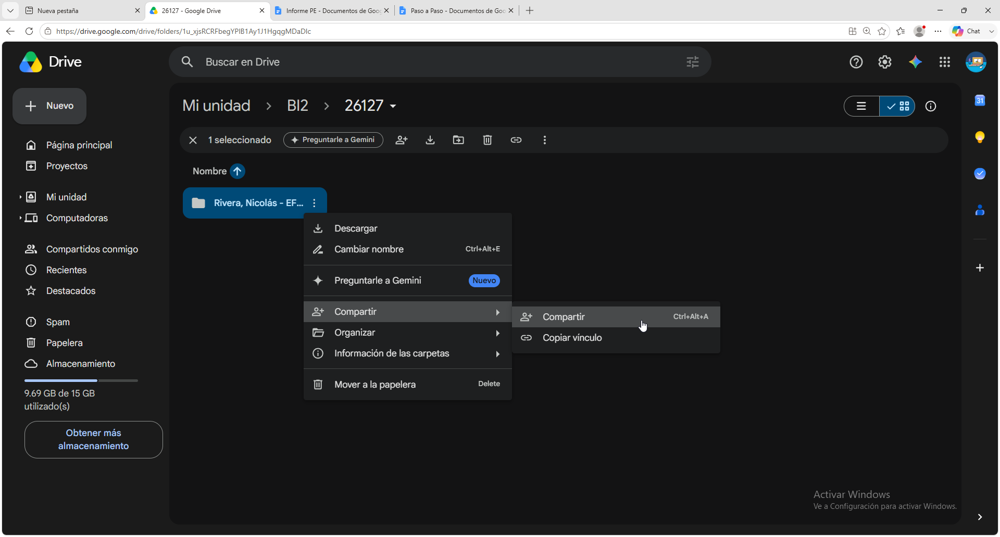 Nueva pestaña
26127 - Google Drive
Informe PE - Documentos de Goo
Paso a Paso - Documentos de Goo
https://drive.google.com/drive/folders/1u_xjsRCRFbegYPIB1Ay1J1HgqgMDaDIc
Chat
Drive
Buscar en Drive
Nuevo
Mi unidad
BI2
26127
31
1 seleccionado
Preguntarle a Gemini
Página principal
Proyectos
Nombre
Mi unidad
Rivera, Nicolás - EF...
Computadoras
Descargar
Cambiar nombre
Ctrl+Alt+E
Compartidos conmigo
Recientes
Preguntarle a Gemini
Nuevo
Destacados
Compartir
Compartir
Ctrl+Alt+A
Spam
Organizar
Copiar vínculo
Papelera
Información de las carpetas
Almacenamiento
Mover a la papelera
Delete
9.69 GB de 15 GB
utilizado(s)
Obtener más
almacenamiento
Activar Windows
Ve a Configuración para activar Windows.